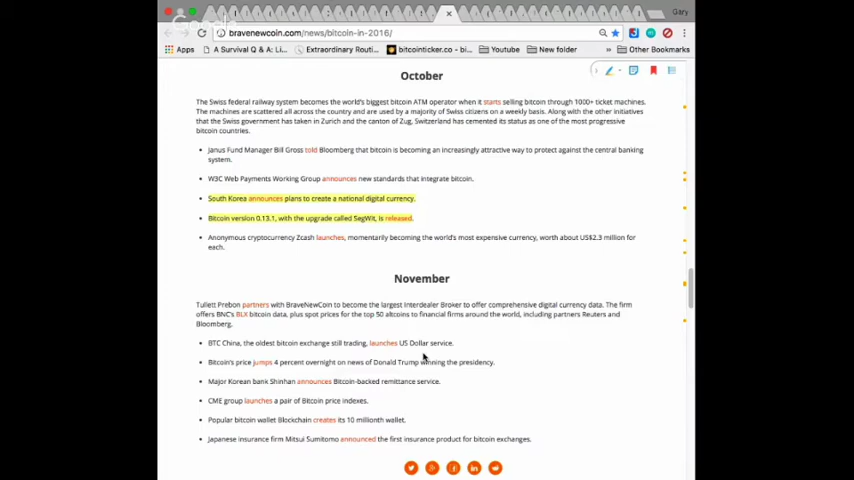 Google
Gary
bravenewcoin.com/news/bitcoin-in-2016/
Apps A Survival Q & A: Li... Extraordinary Routi... bitcointicker.co - bi... Youtube New folder » Other Bookmarks
October
The Swiss federal railway system becomes the world's biggest bitcoin ATM operator when it starts selling bitcoin through 1000+ ticket machines.
The machines are scattered all across the country and are used by a majority of Swiss citizens on a weekly basis. Along with the other initiatives
that the Swiss government has taken in Zurich and the canton of Zug, Switzerland has cemented its status as one of the most progressive
bitcoin countries.
• Janus Fund Manager Bill Gross told Bloomberg that bitcoin is becoming an increasingly attractive way to protect against the central banking
system.
• W3C Web Payments Working Group announces new standards that integrate bitcoin.
• South Korea announces plans to create a national digital currency.
• Bitcoin version 0.13.1, with the upgrade called SegWit, is released.
• Anonymous cryptocurrency Zcash launches, momentarily becoming the world's most expensive currency, worth about US$2.3 million for
each.
November
Tullett Prebon partners with BraveNewCoin to become the largest Interdealer Broker to offer comprehensive digital currency data. The firm
offers BNC's BLX bitcoin data, plus spot prices for the top 50 altcoins to financial firms around the world, including partners Reuters and
Bloomberg.
• BTC China, the oldest bitcoin exchange still trading, launches US Dollar service.
• Bitcoin's price jumps 4 percent overnight on news of Donald Trump winning the presidency.
• Major Korean bank Shinhan announces Bitcoin-backed remittance service.
• CME group launches a pair of Bitcoin price indexes.
• Popular bitcoin wallet Blockchain creates its 10 millionth wallet.
• Japanese insurance firm Mitsui Sumitomo announced the first insurance product for bitcoin exchanges.